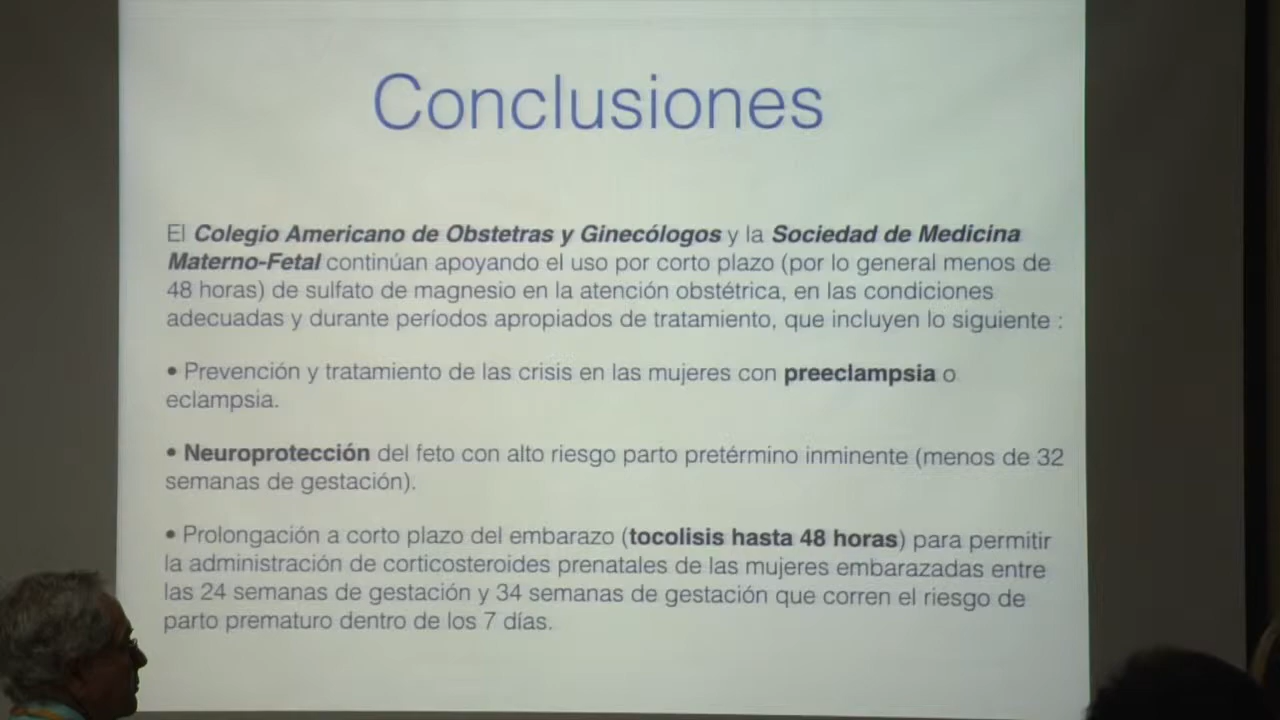 Conclusiones
El Colegio Americano de Obstetras y Ginecólogos y la Sociedad de Medicina
Materno-Fetal continúan apoyando el uso por corto plazo (por lo general menos de
48 horas) de sulfato de magnesio en la atención obstétrica, en las condiciones
adecuadas y durante períodos apropiados de tratamiento, que incluyen lo siguiente :
• Prevención y tratamiento de las crisis en las mujeres con preeclampsia o
eclampsia.
• Neuroprotección del feto con alto riesgo parto pretérmino inminente (menos de 32
semanas de gestación).
• Prolongación a corto plazo del embarazo (tocolisis hasta 48 horas) para permitir
la administración de corticosteroides prenatales de las mujeres embarazadas entre
las 24 semanas de gestación y 34 semanas de gestación que corren el riesgo de
parto prematuro dentro de los 7 días.